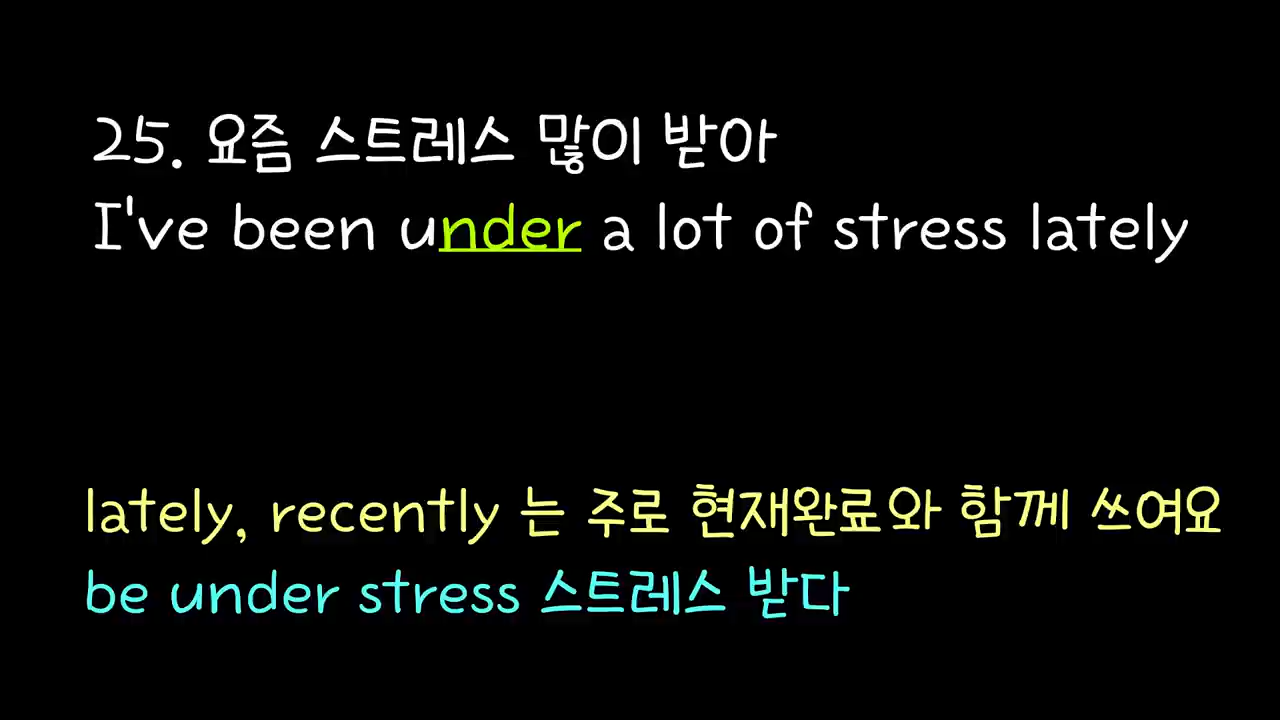 25. 요즘 스트레스 많이 받아
I've been under a lot of stress lately
lately, recently 는 주로 현재완료와 함께 쓰여요
be under stress 스트레스 받다